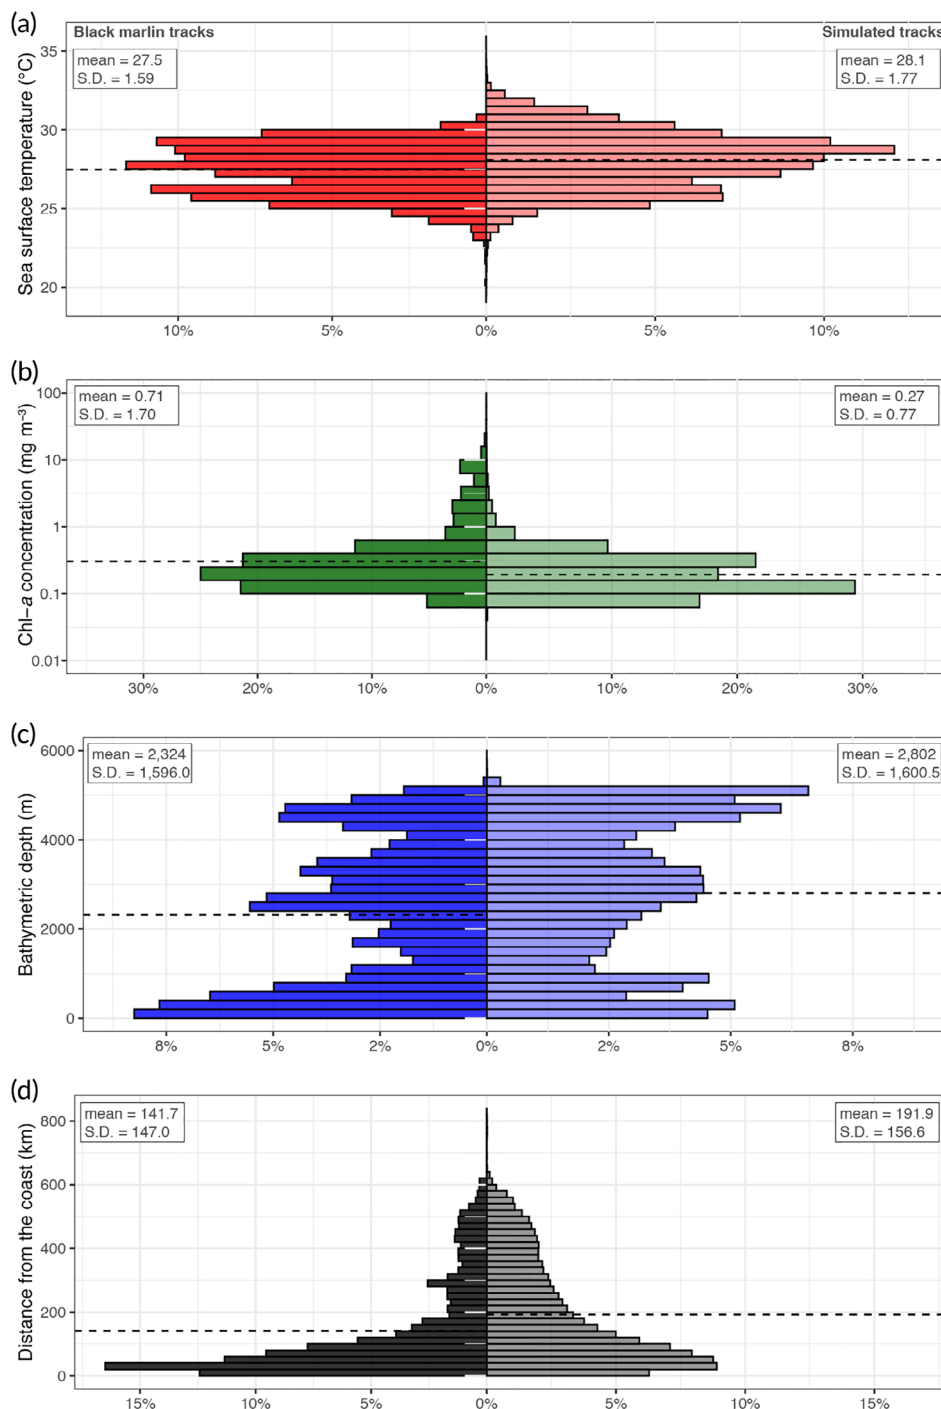 (a)
Black marlin tracks
Simulated tracks
mean = 27.5
S.D. = 1.59
mean = 28.1
S.D. = 1.77
Sea surface temperature (°C)
35
30
25
20
10%
5%
0%
5%
10%
(b)
mean = 0.71
S.D. = 1.70
mean = 0.27
S.D. = 0.77
Chl–a concentration (mg m⁻³)
100
10
1
0.1
0.01
30%
20%
10%
0%
10%
20%
30%
(c)
mean = 2,324
S.D. = 1,596.0
mean = 2,802
S.D. = 1,600.5
Bathymetric depth (m)
6000
4000
2000
0
8%
5%
2%
0%
2%
5%
8%
(d)
mean = 141.7
S.D. = 147.0
mean = 191.9
S.D. = 156.6
Distance from the coast (km)
800
600
400
200
0
15%
10%
5%
0%
5%
10%
15%